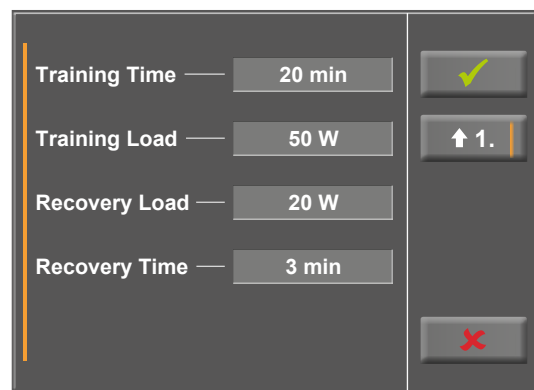 Training Time 20 min
Training Load 50 W
1.
Recovery Load 20 W
Recovery Time 3 min